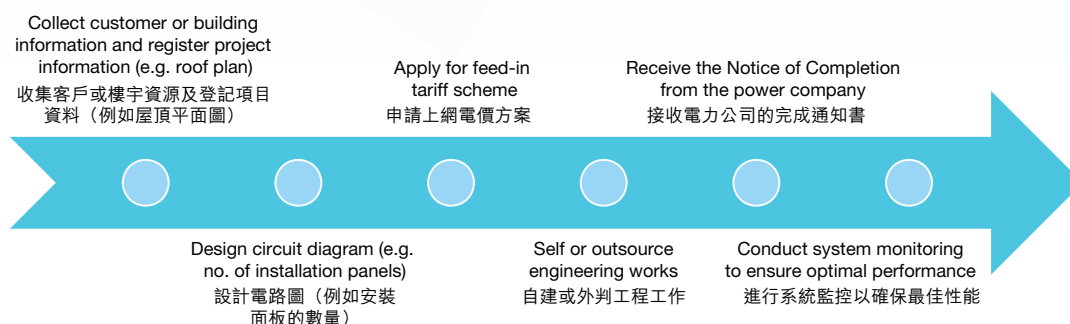 Collect customer or building
information and register project
information (e.g. roof plan)
收集客戶或樓宇資源及登記項目
資料（例如屋頂平面圖）
Design circuit diagram (e.g.
no. of installation panels)
設計電路圖（例如安裝
面板的數量）
Apply for feed-in
tariff scheme
申請上網電價方案
Self or outsource
engineering works
自建或外判工程工作
Receive the Notice of Completion
from the power company
接收電力公司的完成通知書
Conduct system monitoring
to ensure optimal performance
進行系統監控以確保最佳性能